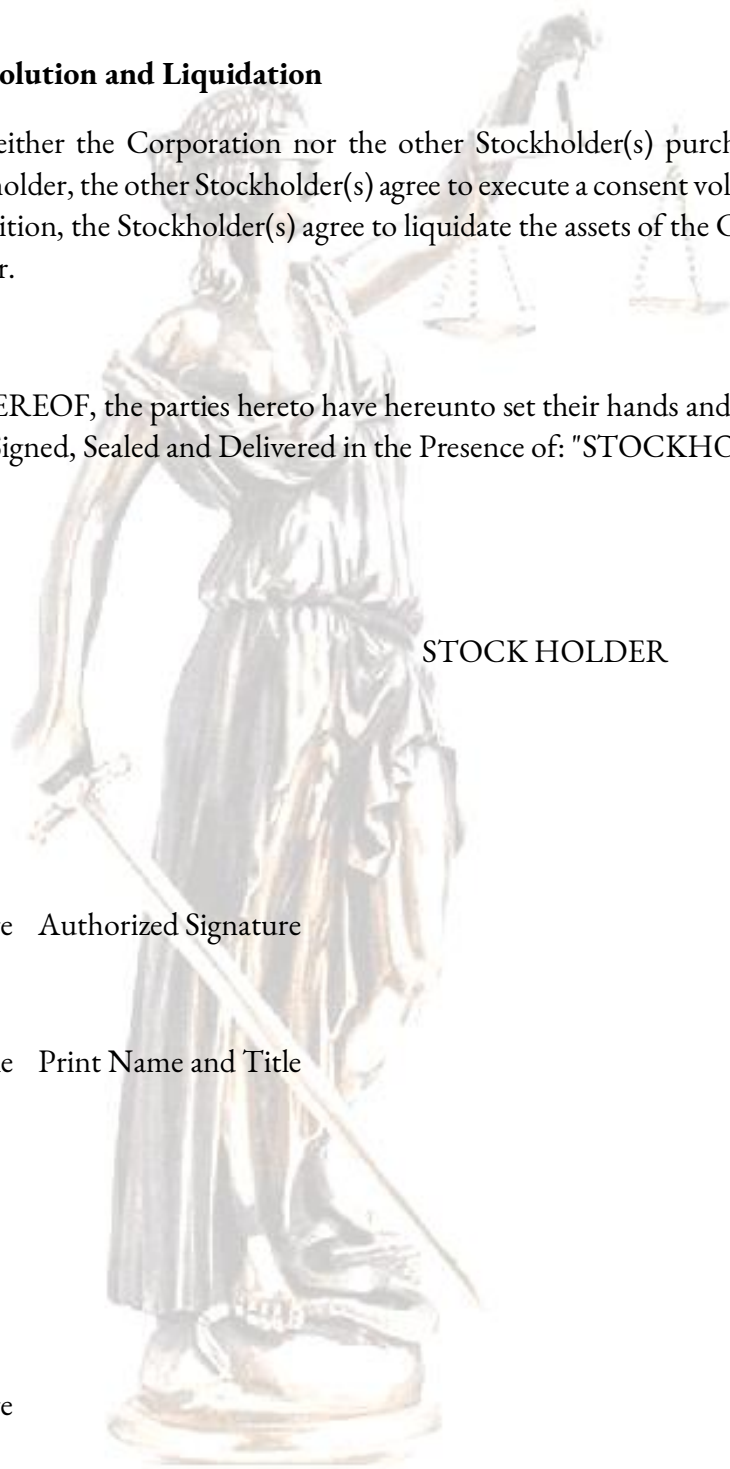 olution and Liquidation
either the Corporation nor the other Stockholder(s) purch
holder, the other Stockholder(s) agree to execute a consent vol
ition, the Stockholder(s) agree to liquidate the assets of the C
r.
EREOF, the parties hereto have hereunto set their hands and
Signed, Sealed and Delivered in the Presence of: "STOCKHO
STOCK HOLDER
e Authorized Signature
e Print Name and Title
e